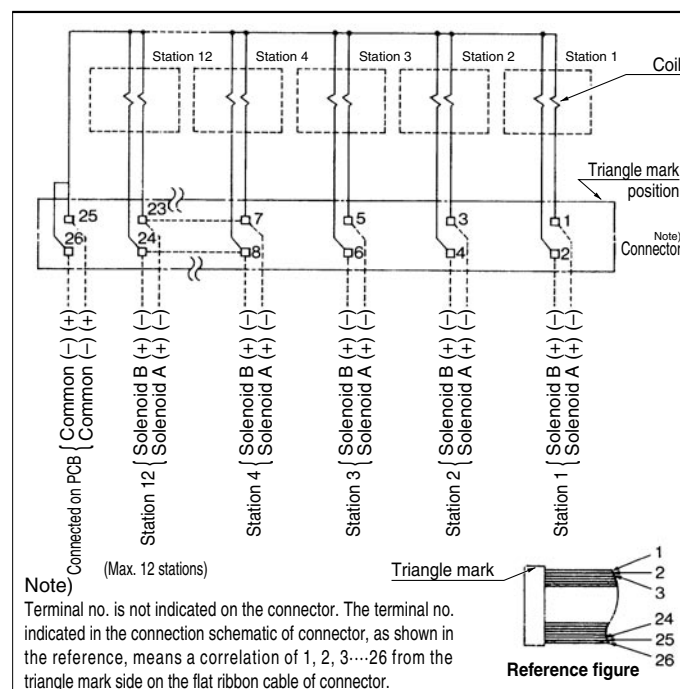 Station 12
Station 4
Station 3
Station 2
Station 1
Coil
Triangle mark
position
25
23
7
5
3
1
Note)
Connector
26
24
8
6
4
2
Connected on PCB { Common (–) (+)
Common (–) (+)
Station 12 { Solenoid B (+) (–)
Solenoid A (+) (–)
Station 4 { Solenoid B (+) (–)
Solenoid A (+) (–)
Station 3 { Solenoid B (+) (–)
Solenoid A (+) (–)
Station 2 { Solenoid B (+) (–)
Solenoid A (+) (–)
Station 1 { Solenoid B (+) (–)
Solenoid A (+) (–)
(Max. 12 stations)
Triangle mark
1
2
3
24
25
26
Reference figure
Note)
Terminal no. is not indicated on the connector. The terminal no.
indicated in the connection schematic of connector, as shown in
the reference, means a correlation of 1, 2, 3····26 from the
triangle mark side on the flat ribbon cable of connector.